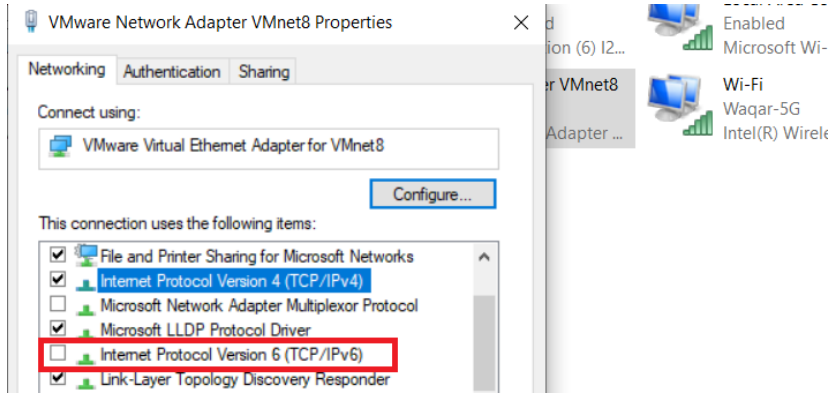 VMware Network Adapter VMnet8 Properties
Networking Authentication Sharing
Connect using:
VMware Virtual Ethernet Adapter for VMnet8
Configure...
This connection uses the following items:
File and Printer Sharing for Microsoft Networks
Internet Protocol Version 4 (TCP/IPv4)
Microsoft Network Adapter Multiplexor Protocol
Microsoft LLDP Protocol Driver
Internet Protocol Version 6 (TCP/IPv6)
Link-Layer Topology Discovery Responder
d
ion (6) I2...
er VMnet8
Adapter ...
Enabled
Microsoft Wi-
Wi-Fi
Waqar-5G
Intel(R) Wirele